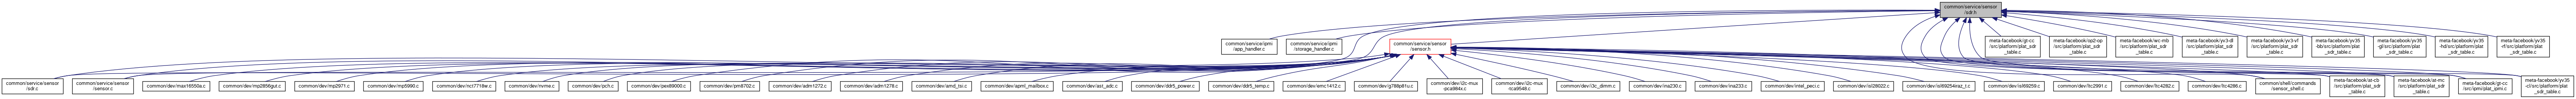 common/service/sensor
/sdr.h
common/service/ipmi
/app_handler.c
common/service/ipmi
/storage_handler.c
common/service/sensor
/sensor.h
meta-facebook/gt-cc
/src/platform/plat
_sdr_table.c
meta-facebook/op2-op
/src/platform/plat
_sdr_table.c
meta-facebook/wc-mb
/src/platform/plat
_sdr_table.c
meta-facebook/yv3-dl
/src/platform/plat
_sdr_table.c
meta-facebook/yv3-vf
/src/platform/plat
_sdr_table.c
meta-facebook/yv35
-bb/src/platform/plat
_sdr_table.c
meta-facebook/yv35
-gl/src/platform/plat
_sdr_table.c
meta-facebook/yv35
-hd/src/platform/plat
_sdr_table.c
meta-facebook/yv35
-rf/src/platform/plat
_sdr_table.c
common/service/sensor
/sdr.c
common/service/sensor
/sensor.c
common/dev/max16550a.c
common/dev/mp2856gut.c
common/dev/mp2971.c
common/dev/mp5990.c
common/dev/nct7718w.c
common/dev/nvme.c
common/dev/pch.c
common/dev/pex89000.c
common/dev/pm8702.c
common/dev/adm1272.c
common/dev/adm1278.c
common/dev/amd_tsi.c
common/dev/apml_mailbox.c
common/dev/ast_adc.c
common/dev/ddr5_power.c
common/dev/ddr5_temp.c
common/dev/emc1412.c
common/dev/g788p81u.c
common/dev/i2c-mux
-pca984x.c
common/dev/i2c-mux
-tca9548.c
common/dev/i3c_dimm.c
common/dev/ina230.c
common/dev/ina233.c
common/dev/intel_peci.c
common/dev/isl28022.c
common/dev/isl69254iraz_t.c
common/dev/isl69259.c
common/dev/ltc2991.c
common/dev/ltc4282.c
common/dev/ltc4286.c
common/shell/commands
/sensor_shell.c
meta-facebook/at-cb
/src/platform/plat_sdr
_table.c
meta-facebook/at-mc
/src/platform/plat_sdr
_table.c
meta-facebook/gt-cc
/src/ipmi/plat_ipmi.c
meta-facebook/yv35
-cl/src/platform/plat
_sdr_table.c